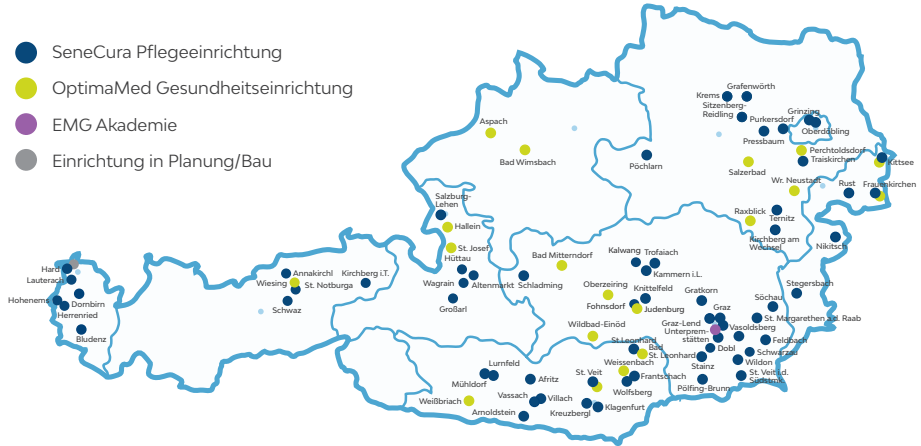 SeneCura Pflegeeinrichtung
OptimaMed Gesundheitseinrichtung
EMG Akademie
Einrichtung in Planung/Bau
Grafenwörth
Krems
Sitzenberg-
Reidling
Purkersdorf
Grinzing
Oberdöbling
Pressbaum
Aspach
Bad Wimsbach
Pöchlarn
Perchtoldsdorf
Traiskirchen
Kittsee
Salzerbad
Wr. Neustadt
Rust
Frauenkirchen
Salzburg-
Lehen
Hallein
Raxblick
Ternitz
Kirchberg am
Wechsel
Nikitsch
St. Josef
Hüttau
Wagrain
Altenmarkt
Großarl
Schladming
Bad Mitterndorf
Kalwang
Trofaiach
Kammern i.L.
Hard
Lauterach
Hohenems
Dornbirn
Herrenried
Bludenz
Annakirchl
Wiesing
St. Notburga
Schwaz
Kirchberg i.T.
Oberzeiring
Knittelfeld
Fohnsdorf
Judenburg
Wildbad-Einöd
Gratkorn
Graz
Graz-Lend
Unterprem-
stätten
Dobl
Stainz
Pölfing-Brunn
Vasoldsberg
Söchau
Stegersbach
St. Margarethen a.d. Raab
Feldbach
Schwarzau
Wildon
St. Veit i.d.
Südstmk.
St.Leonhard
Bad
St. Leonhard
Weissenbach
Frantschach
Wolfsberg
St. Veit
Klagenfurt
Kreuzbergl
Lurnfeld
Mühldorf
Afritz
Weißbriach
Vassach
Villach
Arnoldstein